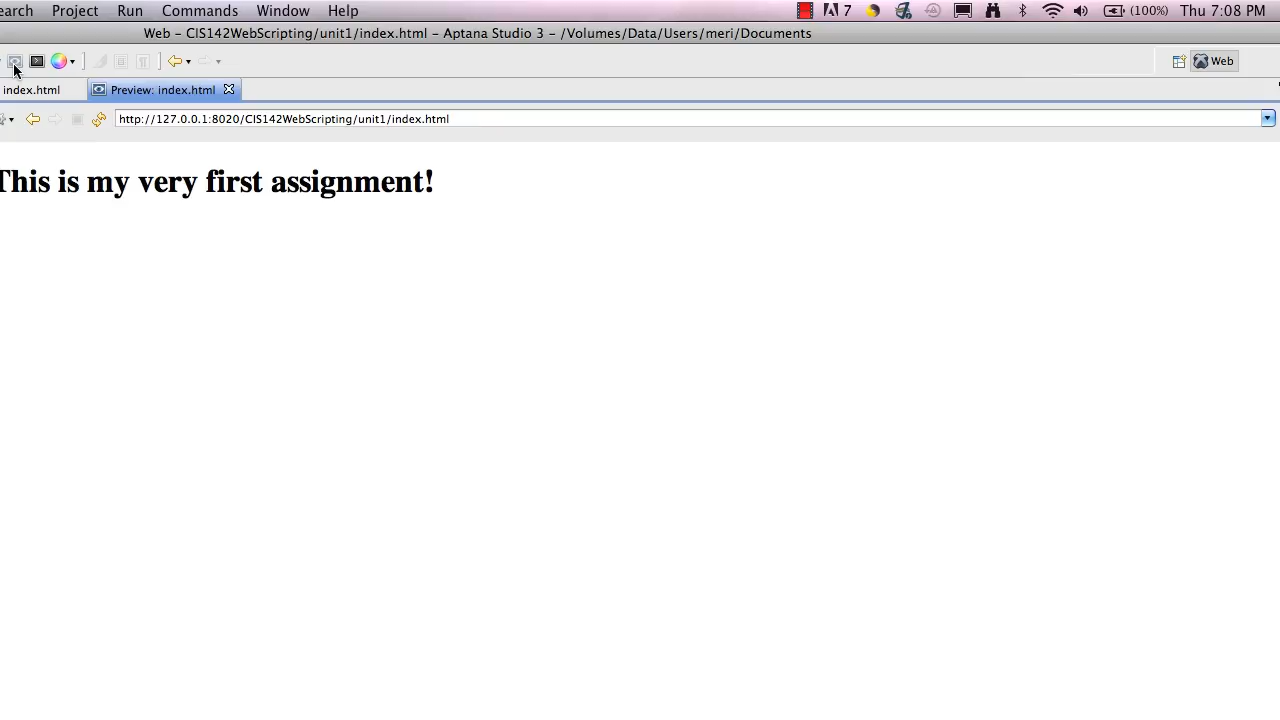 earch Project Run Commands Window Help 7 (100%) Thu 7:08 PM
Web - CIS142WebScripting/unit1/index.html - Aptana Studio 3 - /Volumes/Data/Users/meri/Documents
Web
index.html Preview: index.html
http://127.0.0.1:8020/CIS142WebScripting/unit1/index.html
This is my very first assignment!